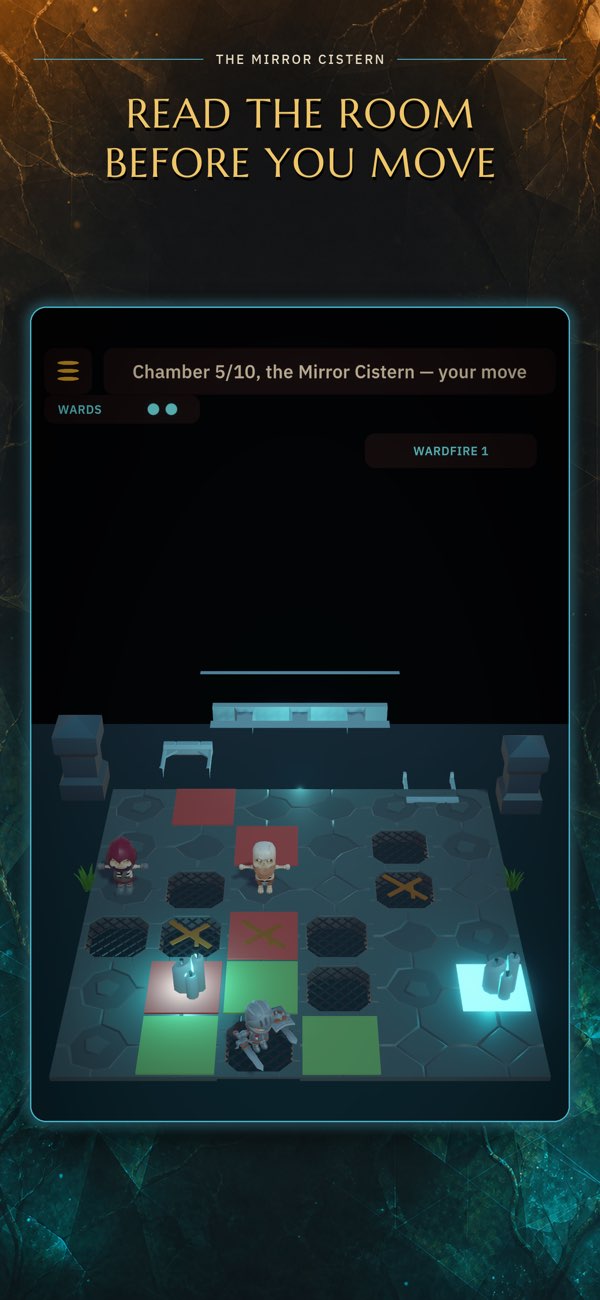 THE MIRROR CISTERN
READ THE ROOM
BEFORE YOU MOVE
Chamber 5/10, the Mirror Cistern — your move
WARDS
WARDFIRE 1